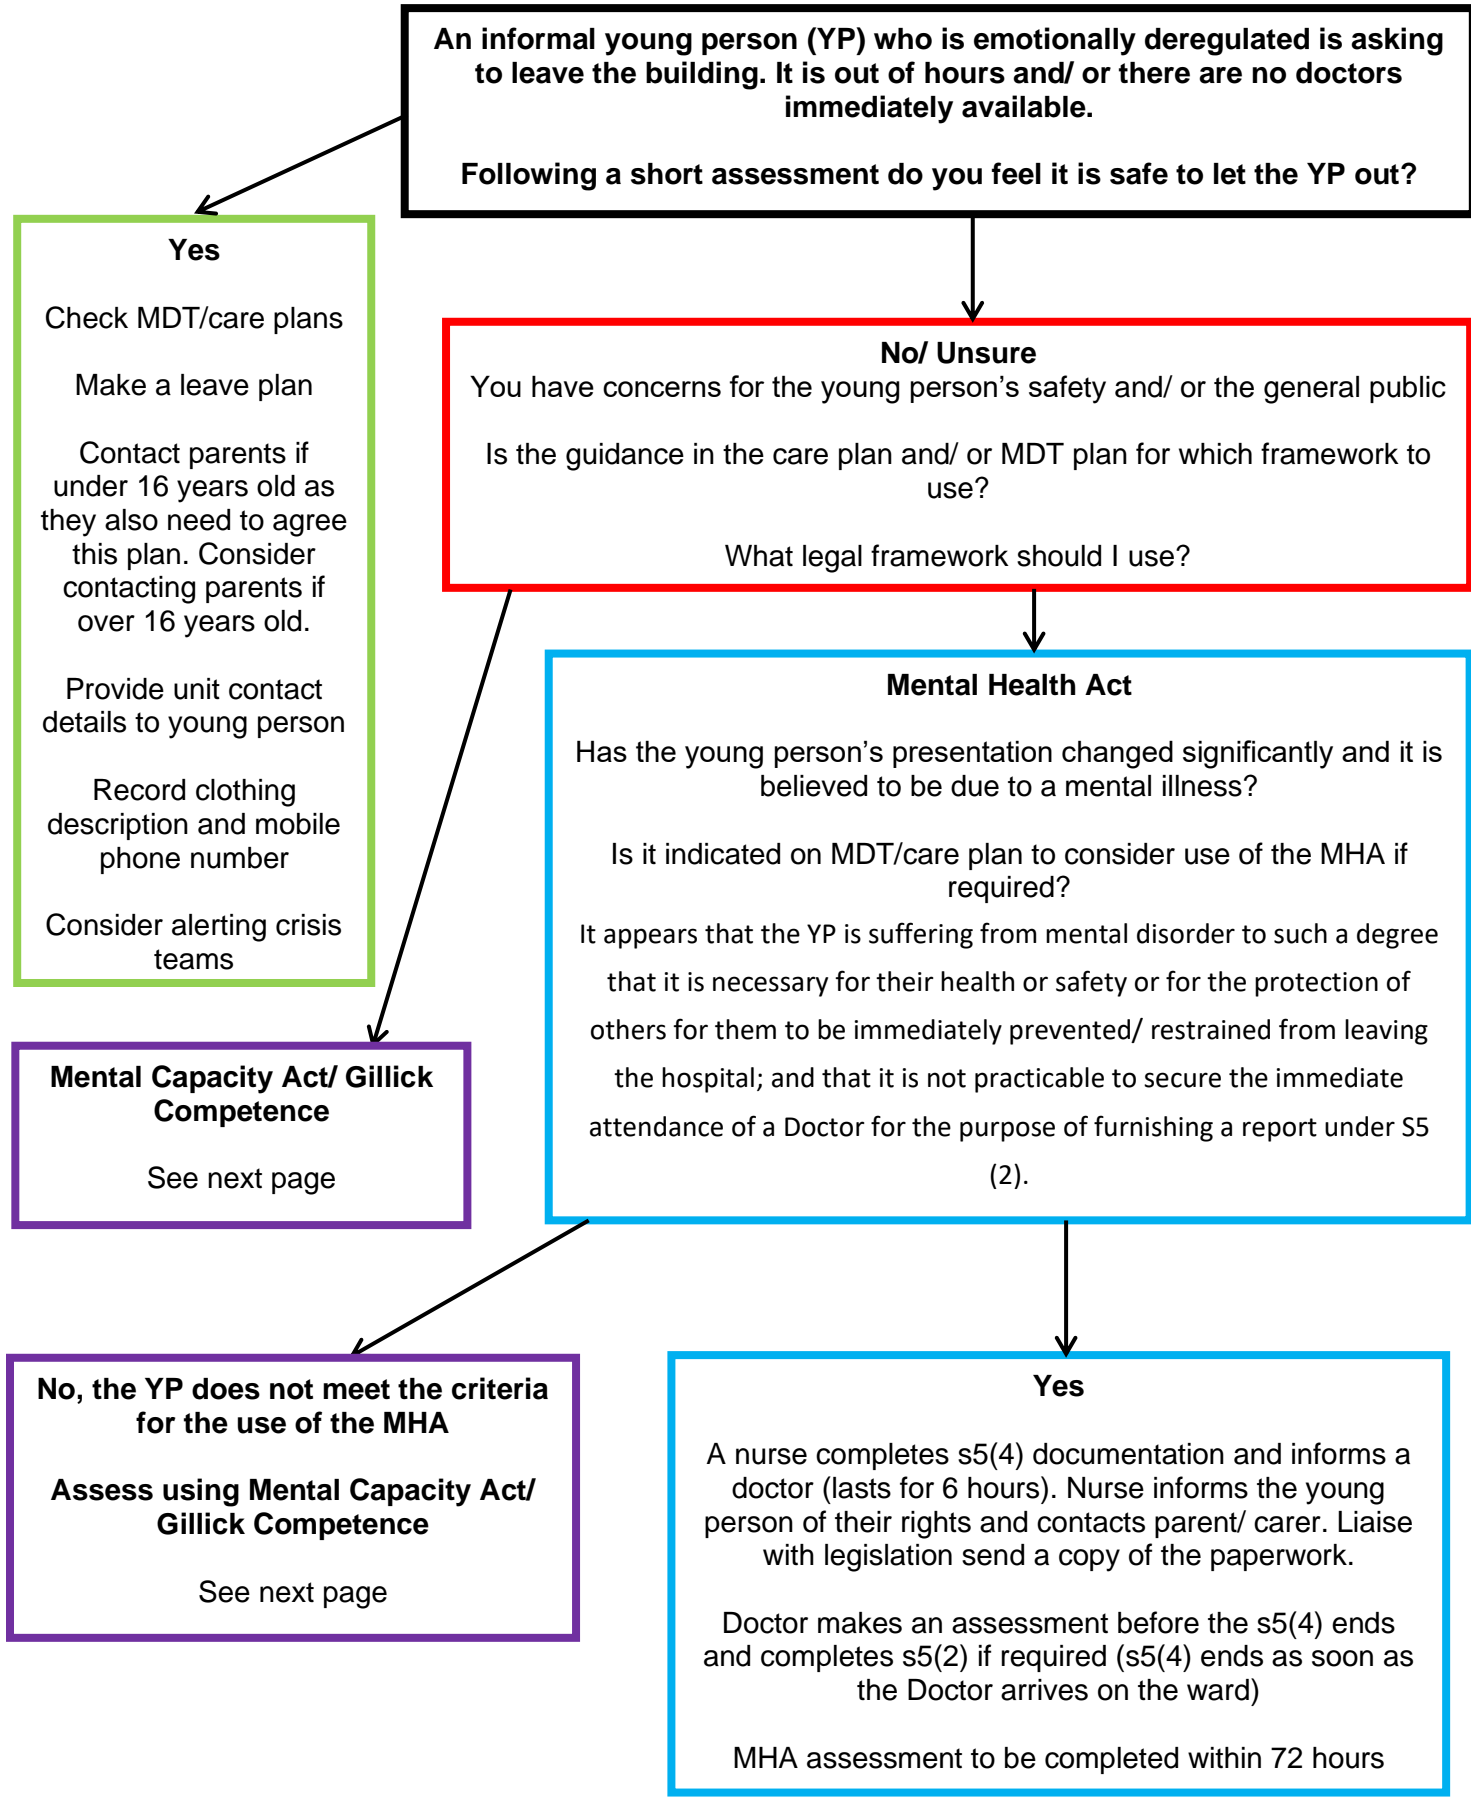 An informal young person (YP) who is emotionally deregulated is asking
to leave the building. It is out of hours and/ or there are no doctors
immediately available.
Following a short assessment do you feel it is safe to let the YP out?
Yes
Check MDT/care plans
Make a leave plan
Contact parents if
under 16 years old as
they also need to agree
this plan. Consider
contacting parents if
over 16 years old.
Provide unit contact
details to young person
Record clothing
description and mobile
phone number
Consider alerting crisis
teams
No/ Unsure
You have concerns for the young person’s safety and/ or the general public
Is the guidance in the care plan and/ or MDT plan for which framework to
use?
What legal framework should I use?
Mental Health Act
Has the young person’s presentation changed significantly and it is
believed to be due to a mental illness?
Is it indicated on MDT/care plan to consider use of the MHA if
required?
It appears that the YP is suffering from mental disorder to such a degree
that it is necessary for their health or safety or for the protection of
others for them to be immediately prevented/ restrained from leaving
the hospital; and that it is not practicable to secure the immediate
attendance of a Doctor for the purpose of furnishing a report under S5
(2).
Mental Capacity Act/ Gillick
Competence
See next page
No, the YP does not meet the criteria
for the use of the MHA
Assess using Mental Capacity Act/
Gillick Competence
See next page
Yes
A nurse completes s5(4) documentation and informs a
doctor (lasts for 6 hours). Nurse informs the young
person of their rights and contacts parent/ carer. Liaise
with legislation send a copy of the paperwork.
Doctor makes an assessment before the s5(4) ends
and completes s5(2) if required (s5(4) ends as soon as
the Doctor arrives on the ward)
MHA assessment to be completed within 72 hours